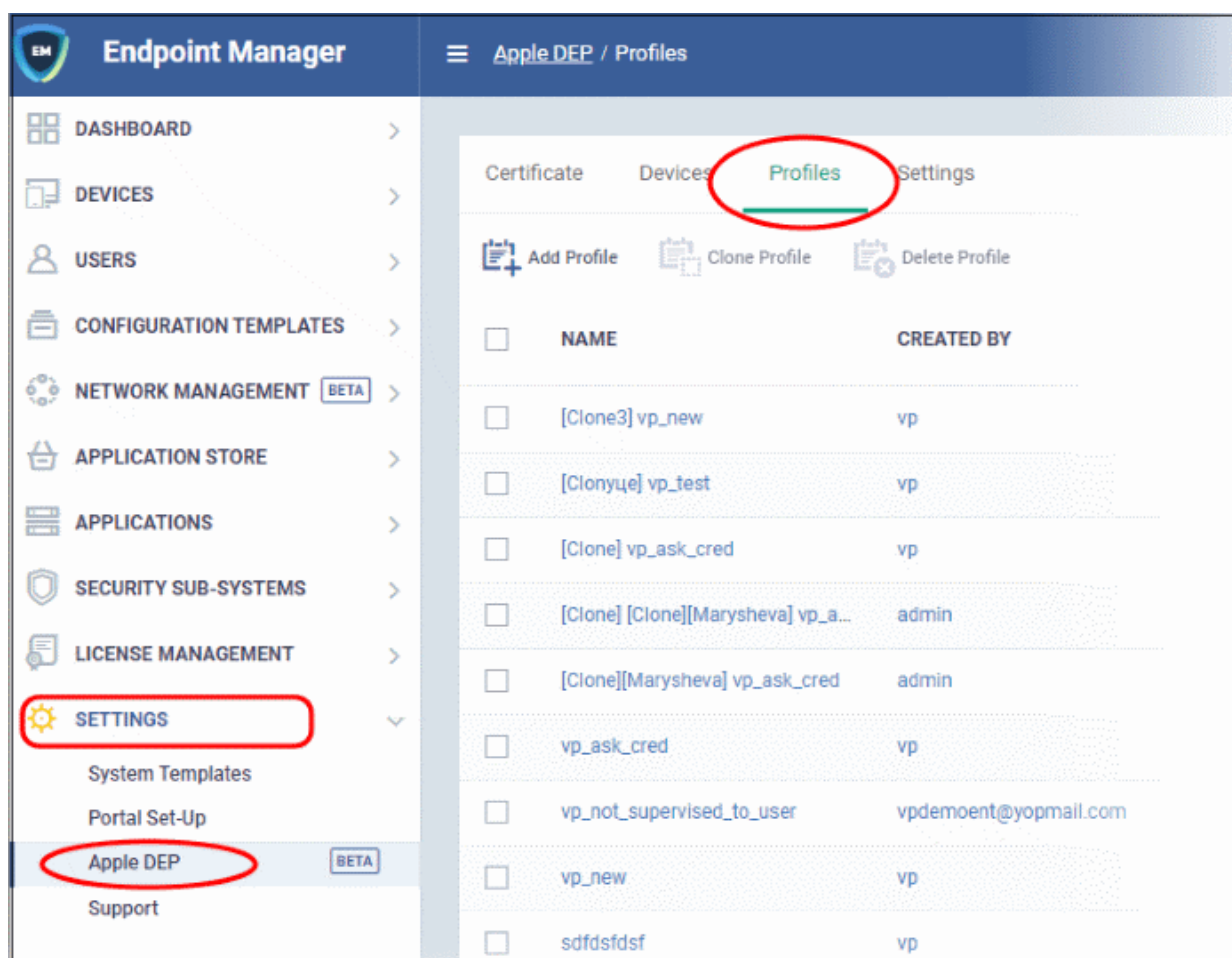 EM
Endpoint Manager
Apple DEP / Profiles
DASHBOARD
DEVICES
USERS
CONFIGURATION TEMPLATES
NETWORK MANAGEMENT BETA
APPLICATION STORE
APPLICATIONS
SECURITY SUB-SYSTEMS
LICENSE MANAGEMENT
SETTINGS
System Templates
Portal Set-Up
Apple DEP BETA
Support
Certificate Devices Profiles Settings
Add Profile Clone Profile Delete Profile
NAME CREATED BY
[Clone3] vp_new vp
[Clonyце] vp_test vp
[Clone] vp_ask_cred vp
[Clone] [Clone][Marysheva] vp_a... admin
[Clone][Marysheva] vp_ask_cred admin
vp_ask_cred vp
vp_not_supervised_to_user vpdemoent@yopmail.com
vp_new vp
sdfdsfdsf vp